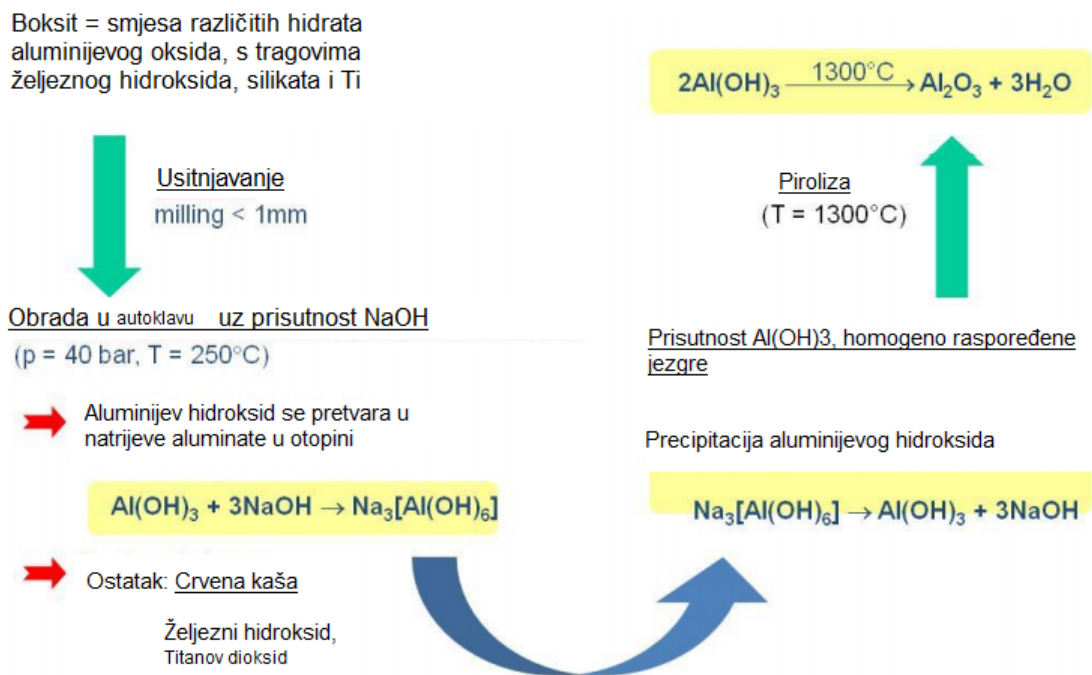 Boksit = smjesa različitih hidrata
aluminijevog oksida, s tragovima
željeznog hidroksida, silikata i Ti
Usitnjavanje
milling < 1mm
Obrada u autoklavu uz prisutnost NaOH
(p = 40 bar, T = 250°C)
Aluminijev hidroksid se pretvara u
natrijeve aluminate u otopini
Al(OH)₃ + 3NaOH → Na₃[Al(OH)₆]
Ostatak: Crvena kaša
Željezni hidroksid,
Titanov dioksid
2Al(OH)₃ 1300°C → Al₂O₃ + 3H₂O
Piroliza
(T = 1300°C)
Prisutnost Al(OH)3, homogeno raspoređene
jezgre
Precipitacija aluminijevog hidroksida
Na₃[Al(OH)₆] → Al(OH)₃ + 3NaOH